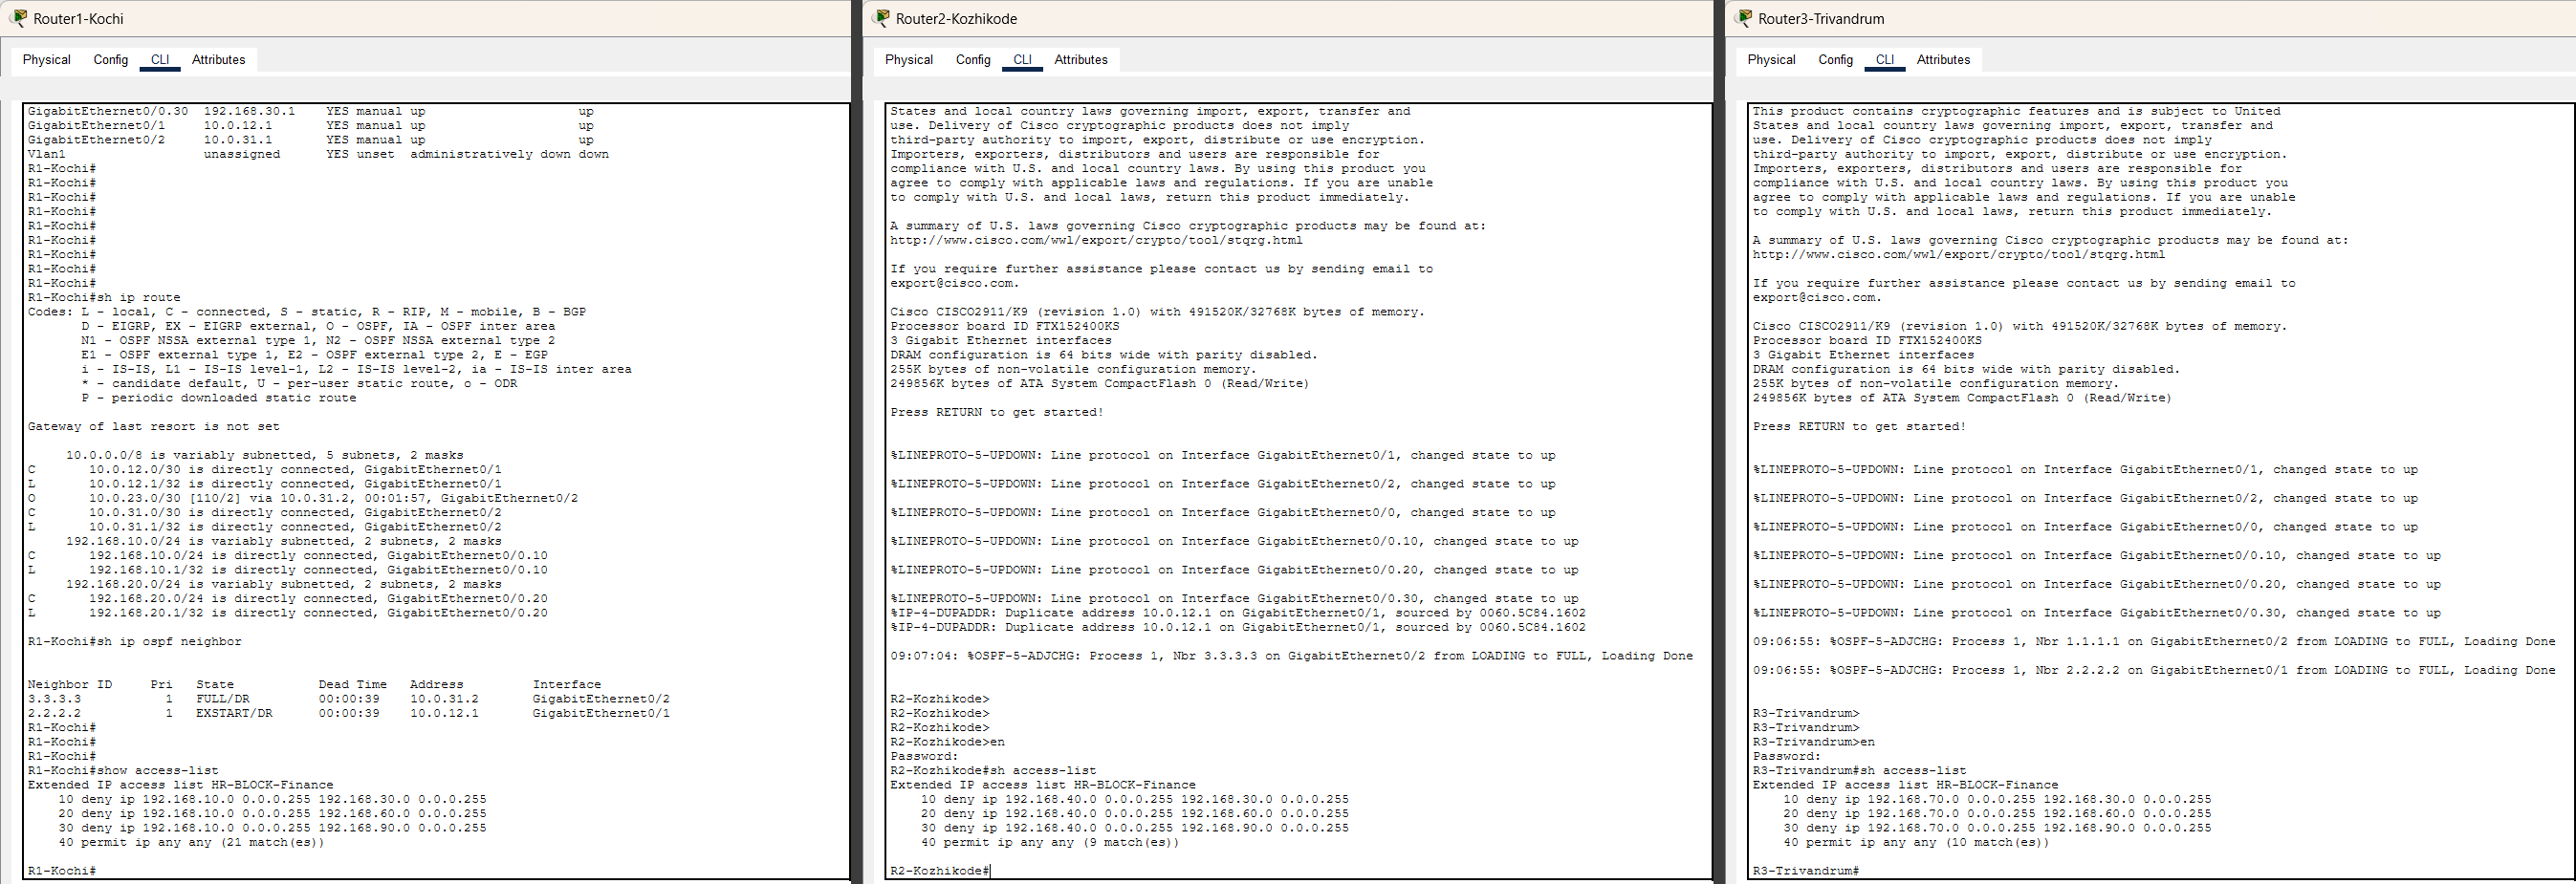 Router1-Kochi
Physical Config CLI Attributes
GigabitEthernet0/0.30  192.168.30.1    YES manual up                    up
GigabitEthernet0/1     10.0.12.1       YES manual up                    up
GigabitEthernet0/2     10.0.31.1       YES manual up                    up
Vlan1                  unassigned      YES unset  administratively down down
R1-Kochi#
R1-Kochi#
R1-Kochi#
R1-Kochi#
R1-Kochi#
R1-Kochi#
R1-Kochi#
R1-Kochi#
R1-Kochi#
R1-Kochi#sh ip route
Codes: L - local, C - connected, S - static, R - RIP, M - mobile, B - BGP
       D - EIGRP, EX - EIGRP external, O - OSPF, IA - OSPF inter area
       N1 - OSPF NSSA external type 1, N2 - OSPF NSSA external type 2
       E1 - OSPF external type 1, E2 - OSPF external type 2, E - EGP
       i - IS-IS, L1 - IS-IS level-1, L2 - IS-IS level-2, ia - IS-IS inter area
       * - candidate default, U - per-user static route, o - ODR
       P - periodic downloaded static route
Gateway of last resort is not set
     10.0.0.0/8 is variably subnetted, 5 subnets, 2 masks
C       10.0.12.0/30 is directly connected, GigabitEthernet0/1
L       10.0.12.1/32 is directly connected, GigabitEthernet0/1
O       10.0.23.0/30 [110/2] via 10.0.31.2, 00:01:57, GigabitEthernet0/2
C       10.0.31.0/30 is directly connected, GigabitEthernet0/2
L       10.0.31.1/32 is directly connected, GigabitEthernet0/2
     192.168.10.0/24 is variably subnetted, 2 subnets, 2 masks
C       192.168.10.0/24 is directly connected, GigabitEthernet0/0.10
L       192.168.10.1/32 is directly connected, GigabitEthernet0/0.10
     192.168.20.0/24 is variably subnetted, 2 subnets, 2 masks
C       192.168.20.0/24 is directly connected, GigabitEthernet0/0.20
L       192.168.20.1/32 is directly connected, GigabitEthernet0/0.20
R1-Kochi#sh ip ospf neighbor
Neighbor ID     Pri   State           Dead Time   Address         Interface
3.3.3.3           1   FULL/DR         00:00:39    10.0.31.2       GigabitEthernet0/2
2.2.2.2           1   EXSTART/DR      00:00:39    10.0.12.1       GigabitEthernet0/1
R1-Kochi#
R1-Kochi#
R1-Kochi#
R1-Kochi#show access-list
Extended IP access list HR-BLOCK-Finance
    10 deny ip 192.168.10.0 0.0.0.255 192.168.30.0 0.0.0.255
    20 deny ip 192.168.10.0 0.0.0.255 192.168.60.0 0.0.0.255
    30 deny ip 192.168.10.0 0.0.0.255 192.168.90.0 0.0.0.255
    40 permit ip any any (21 match(es))
R1-Kochi#
Router2-Kozhikode
Physical Config CLI Attributes
States and local country laws governing import, export, transfer and
use. Delivery of Cisco cryptographic products does not imply
third-party authority to import, export, distribute or use encryption.
Importers, exporters, distributors and users are responsible for
compliance with U.S. and local country laws. By using this product you
agree to comply with applicable laws and regulations. If you are unable
to comply with U.S. and local laws, return this product immediately.
A summary of U.S. laws governing Cisco cryptographic products may be found at:
http://www.cisco.com/wwl/export/crypto/tool/stqrg.html
If you require further assistance please contact us by sending email to
export@cisco.com.
Cisco CISCO2911/K9 (revision 1.0) with 491520K/32768K bytes of memory.
Processor board ID FTX152400KS
3 Gigabit Ethernet interfaces
DRAM configuration is 64 bits wide with parity disabled.
255K bytes of non-volatile configuration memory.
249856K bytes of ATA System CompactFlash 0 (Read/Write)
Press RETURN to get started!
%LINEPROTO-5-UPDOWN: Line protocol on Interface GigabitEthernet0/1, changed state to up
%LINEPROTO-5-UPDOWN: Line protocol on Interface GigabitEthernet0/2, changed state to up
%LINEPROTO-5-UPDOWN: Line protocol on Interface GigabitEthernet0/0, changed state to up
%LINEPROTO-5-UPDOWN: Line protocol on Interface GigabitEthernet0/0.10, changed state to up
%LINEPROTO-5-UPDOWN: Line protocol on Interface GigabitEthernet0/0.20, changed state to up
%LINEPROTO-5-UPDOWN: Line protocol on Interface GigabitEthernet0/0.30, changed state to up
%IP-4-DUPADDR: Duplicate address 10.0.12.1 on GigabitEthernet0/1, sourced by 0060.5C84.1602
%IP-4-DUPADDR: Duplicate address 10.0.12.1 on GigabitEthernet0/1, sourced by 0060.5C84.1602
09:07:04: %OSPF-5-ADJCHG: Process 1, Nbr 3.3.3.3 on GigabitEthernet0/2 from LOADING to FULL, Loading Done
R2-Kozhikode>
R2-Kozhikode>
R2-Kozhikode>
R2-Kozhikode>en
Password:
R2-Kozhikode#sh access-list
Extended IP access list HR-BLOCK-Finance
    10 deny ip 192.168.40.0 0.0.0.255 192.168.30.0 0.0.0.255
    20 deny ip 192.168.40.0 0.0.0.255 192.168.60.0 0.0.0.255
    30 deny ip 192.168.40.0 0.0.0.255 192.168.90.0 0.0.0.255
    40 permit ip any any (9 match(es))
R2-Kozhikode#
Router3-Trivandrum
Physical Config CLI Attributes
This product contains cryptographic features and is subject to United
States and local country laws governing import, export, transfer and
use. Delivery of Cisco cryptographic products does not imply
third-party authority to import, export, distribute or use encryption.
Importers, exporters, distributors and users are responsible for
compliance with U.S. and local country laws. By using this product you
agree to comply with applicable laws and regulations. If you are unable
to comply with U.S. and local laws, return this product immediately.
A summary of U.S. laws governing Cisco cryptographic products may be found at:
http://www.cisco.com/wwl/export/crypto/tool/stqrg.html
If you require further assistance please contact us by sending email to
export@cisco.com.
Cisco CISCO2911/K9 (revision 1.0) with 491520K/32768K bytes of memory.
Processor board ID FTX152400KS
3 Gigabit Ethernet interfaces
DRAM configuration is 64 bits wide with parity disabled.
255K bytes of non-volatile configuration memory.
249856K bytes of ATA System CompactFlash 0 (Read/Write)
Press RETURN to get started!
%LINEPROTO-5-UPDOWN: Line protocol on Interface GigabitEthernet0/1, changed state to up
%LINEPROTO-5-UPDOWN: Line protocol on Interface GigabitEthernet0/2, changed state to up
%LINEPROTO-5-UPDOWN: Line protocol on Interface GigabitEthernet0/0, changed state to up
%LINEPROTO-5-UPDOWN: Line protocol on Interface GigabitEthernet0/0.10, changed state to up
%LINEPROTO-5-UPDOWN: Line protocol on Interface GigabitEthernet0/0.20, changed state to up
%LINEPROTO-5-UPDOWN: Line protocol on Interface GigabitEthernet0/0.30, changed state to up
09:06:55: %OSPF-5-ADJCHG: Process 1, Nbr 1.1.1.1 on GigabitEthernet0/2 from LOADING to FULL, Loading Done
09:06:55: %OSPF-5-ADJCHG: Process 1, Nbr 2.2.2.2 on GigabitEthernet0/1 from LOADING to FULL, Loading Done
R3-Trivandrum>
R3-Trivandrum>
R3-Trivandrum>en
Password:
R3-Trivandrum#sh access-list
Extended IP access list HR-BLOCK-Finance
    10 deny ip 192.168.70.0 0.0.0.255 192.168.30.0 0.0.0.255
    20 deny ip 192.168.70.0 0.0.0.255 192.168.60.0 0.0.0.255
    30 deny ip 192.168.70.0 0.0.0.255 192.168.90.0 0.0.0.255
    40 permit ip any any (10 match(es))
R3-Trivandrum#